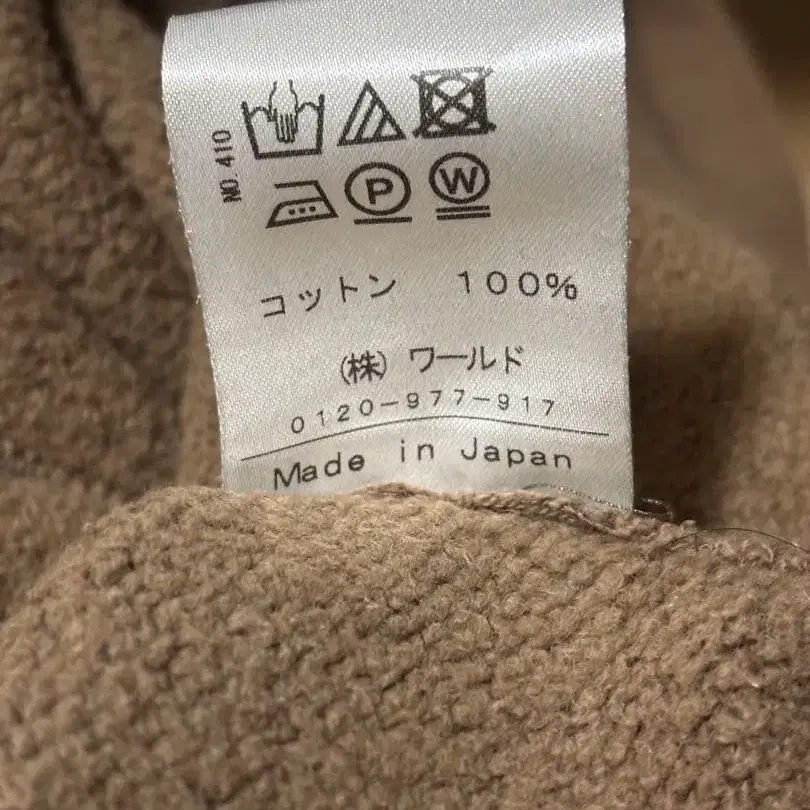 NO. 410
P W
コットン 100%
(株) ワールド
0120-977-917
Made in Japan